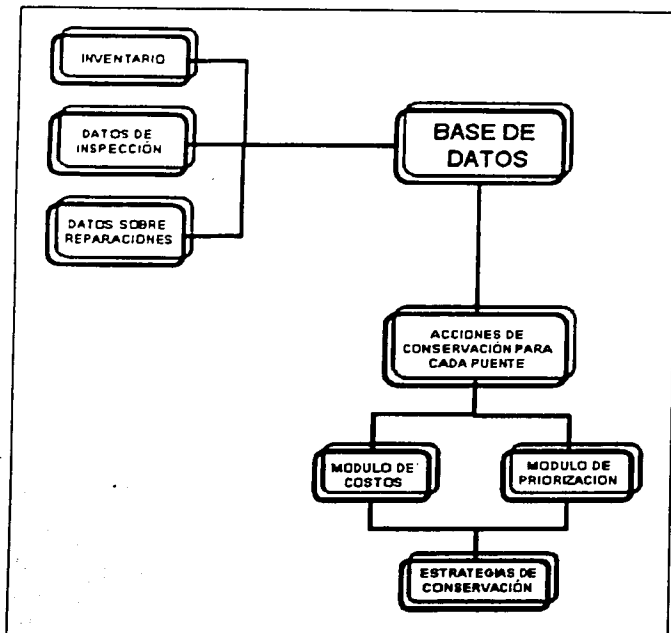 INVENTARIO
DATOS DE
INSPECCIÓN
DATOS SOBRE
REPARACIONES
BASE DE
DATOS
ACCIONES DE
CONSERVACIÓN PARA
CADA PUENTE
MODULO DE
COSTOS
MODULO DE
PRIORIZACION
ESTRATEGIAS DE
CONSERVACIÓN